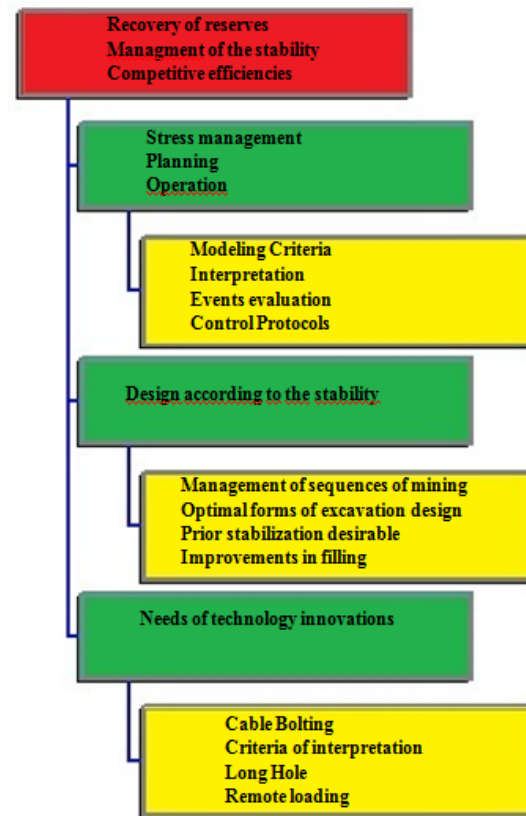 Recovery of reserves
Managment of the stability
Competitive efficiencies
Stress management
Planning
Operation
Modeling Criteria
Interpretation
Events evaluation
Control Protocols
Design according to the stability
Management of sequences of mining
Optimal forms of excavation design
Prior stabilization desirable
Improvements in filling
Needs of technology innovations
Cable Bolting
Criteria of interpretation
Long Hole
Remote loading